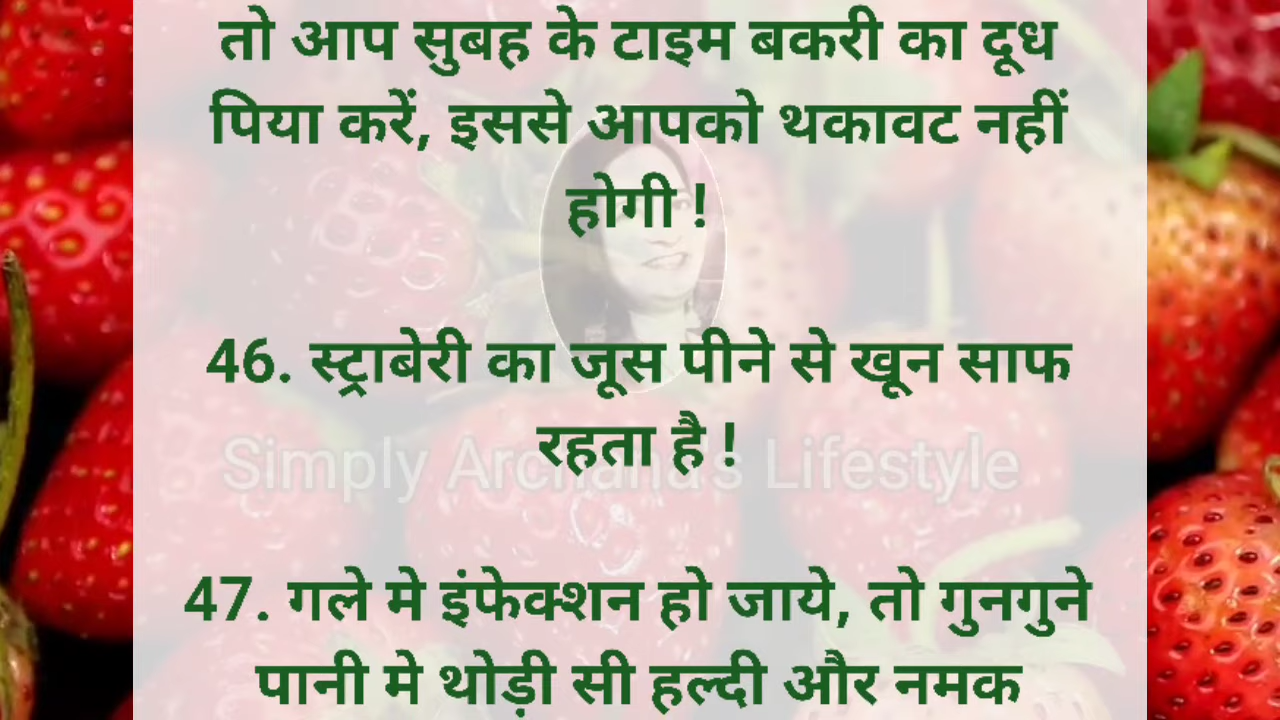 तो आप सुबह के टाइम बकरी का दूध
पिया करें, इससे आपको थकावट नहीं
होगी !
46. स्ट्राबेरी का जूस पीने से खून साफ
रहता है !
Simply Archana's Lifestyle
47. गले मे इंफेक्शन हो जाये, तो गुनगुने
पानी मे थोड़ी सी हल्दी और नमक